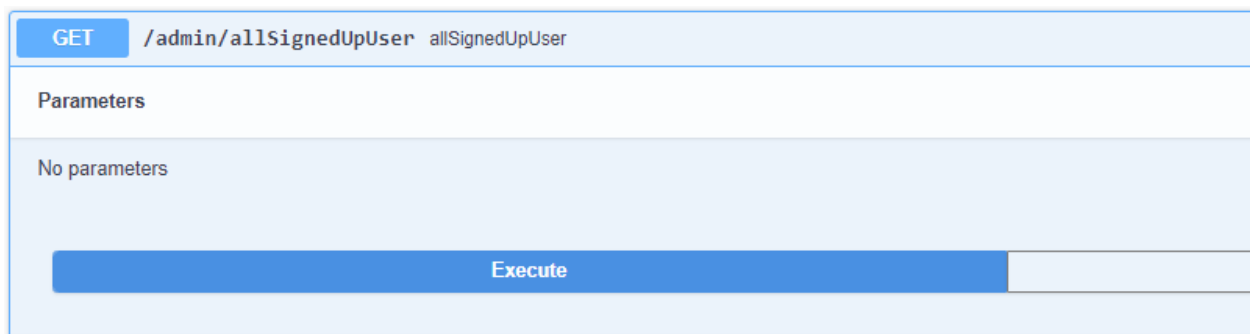 GET /admin/allSignedUpUser allSignedUpUser
Parameters
No parameters
Execute